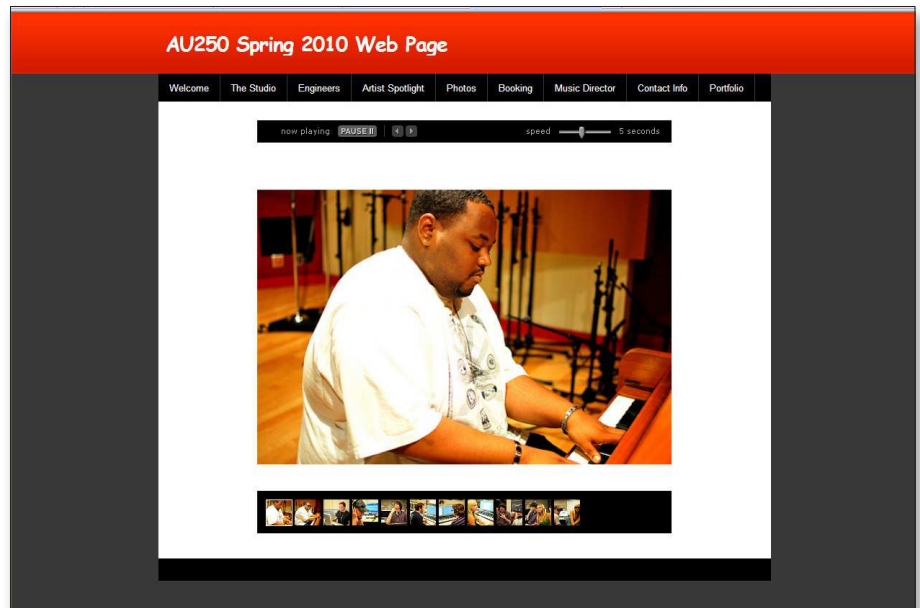 AU250 Spring 2010 Web Page
Welcome The Studio Engineers Artist Spotlight Photos Booking Music Director Contact Info Portfolio
now playing PAUSE II speed 5 seconds